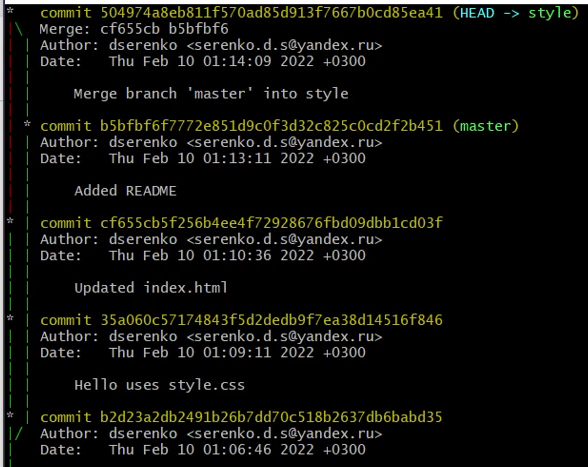 * commit 504974a8eb811f570ad85d913f7667b0cd85ea41 (HEAD -> style)
|\ Merge: cf655cb b5bfbf6
| | Author: dserenko <serenko.d.s@yandex.ru>
| | Date: Thu Feb 10 01:14:09 2022 +0300
| |
| | Merge branch 'master' into style
| |
| * commit b5bfbf6f7772e851d9c0f3d32c825c0cd2f2b451 (master)
| | Author: dserenko <serenko.d.s@yandex.ru>
| | Date: Thu Feb 10 01:13:11 2022 +0300
| |
| | Added README
| |
* | commit cf655cb5f256b4ee4f72928676fbd09dbb1cd03f
| | Author: dserenko <serenko.d.s@yandex.ru>
| | Date: Thu Feb 10 01:10:36 2022 +0300
| |
| | Updated index.html
| |
* | commit 35a060c57174843f5d2dedb9f7ea38d14516f846
| | Author: dserenko <serenko.d.s@yandex.ru>
| | Date: Thu Feb 10 01:09:11 2022 +0300
| |
| | Hello uses style.css
| |
* | commit b2d23a2db2491b26b7dd70c518b2637db6babd35
|/ Author: dserenko <serenko.d.s@yandex.ru>
| Date: Thu Feb 10 01:06:46 2022 +0300
|